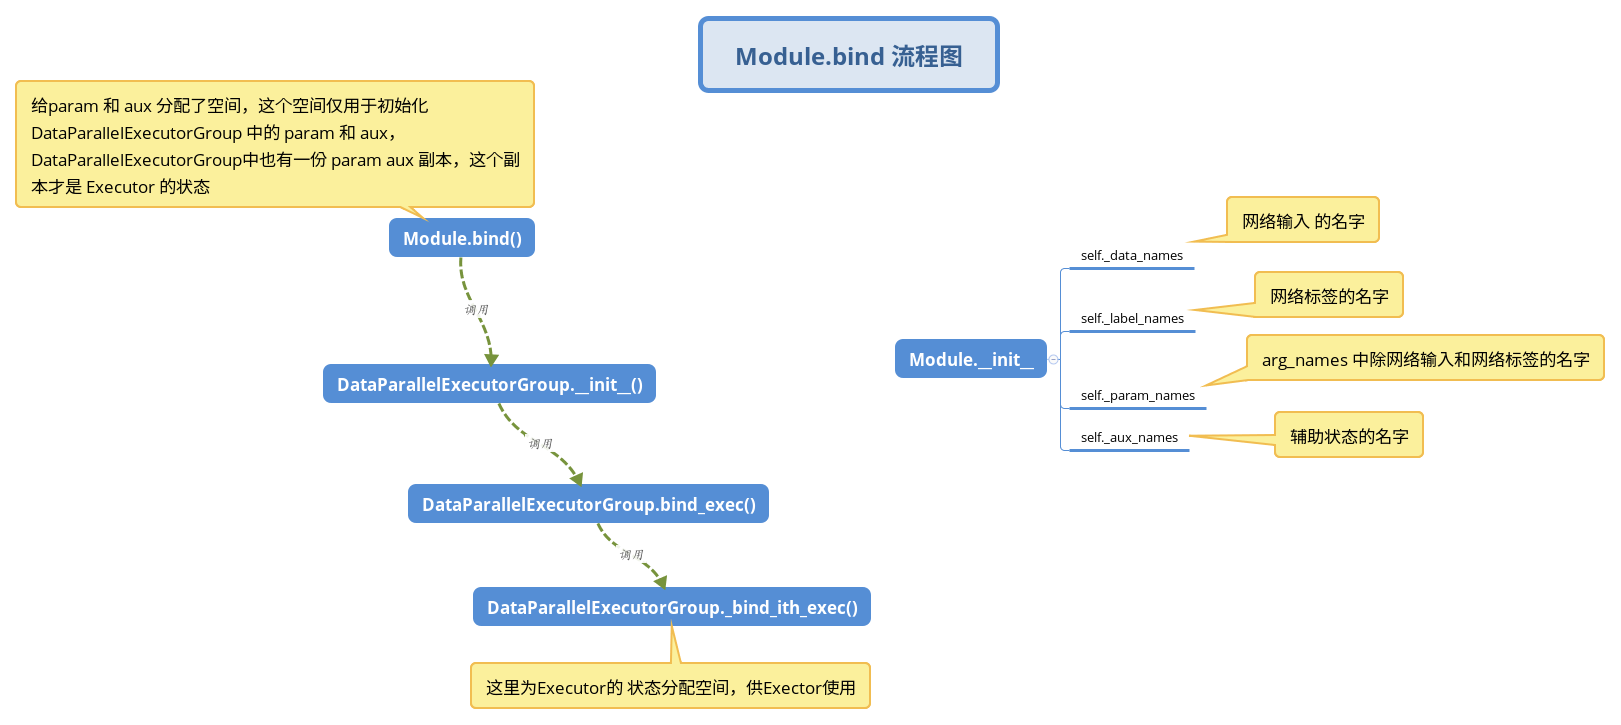 Module.bind 流程图
给param 和 aux 分配了空间，这个空间仅用于初始化
DataParallelExecutorGroup 中的 param 和 aux，
DataParallelExecutorGroup中也有一份 param aux 副本，这个副
本才是 Executor 的状态
Module.bind()
调用
DataParallelExecutorGroup.__init__()
调用
DataParallelExecutorGroup.bind_exec()
调用
DataParallelExecutorGroup._bind_ith_exec()
这里为Executor的 状态分配空间，供Exector使用
Module.__init__
网络输入 的名字
self._data_names
网络标签的名字
self._label_names
arg_names 中除网络输入和网络标签的名字
self._param_names
self._aux_names
辅助状态的名字